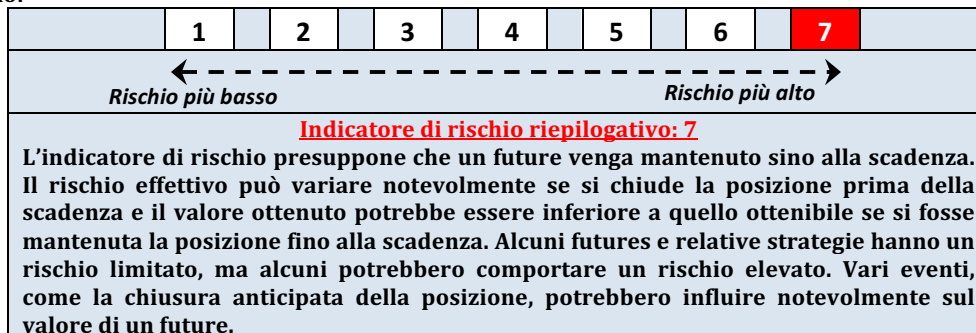 1 2 3 4 5 6 7
Rischio più basso Rischio più alto
Indicatore di rischio riepilogativo: 7
L’indicatore di rischio presuppone che un future venga mantenuto sino alla scadenza.
Il rischio effettivo può variare notevolmente se si chiude la posizione prima della
scadenza e il valore ottenuto potrebbe essere inferiore a quello ottenibile se si fosse
mantenuta la posizione fino alla scadenza. Alcuni futures e relative strategie hanno un
rischio limitato, ma alcuni potrebbero comportare un rischio elevato. Vari eventi,
come la chiusura anticipata della posizione, potrebbero influire notevolmente sul
valore di un future.